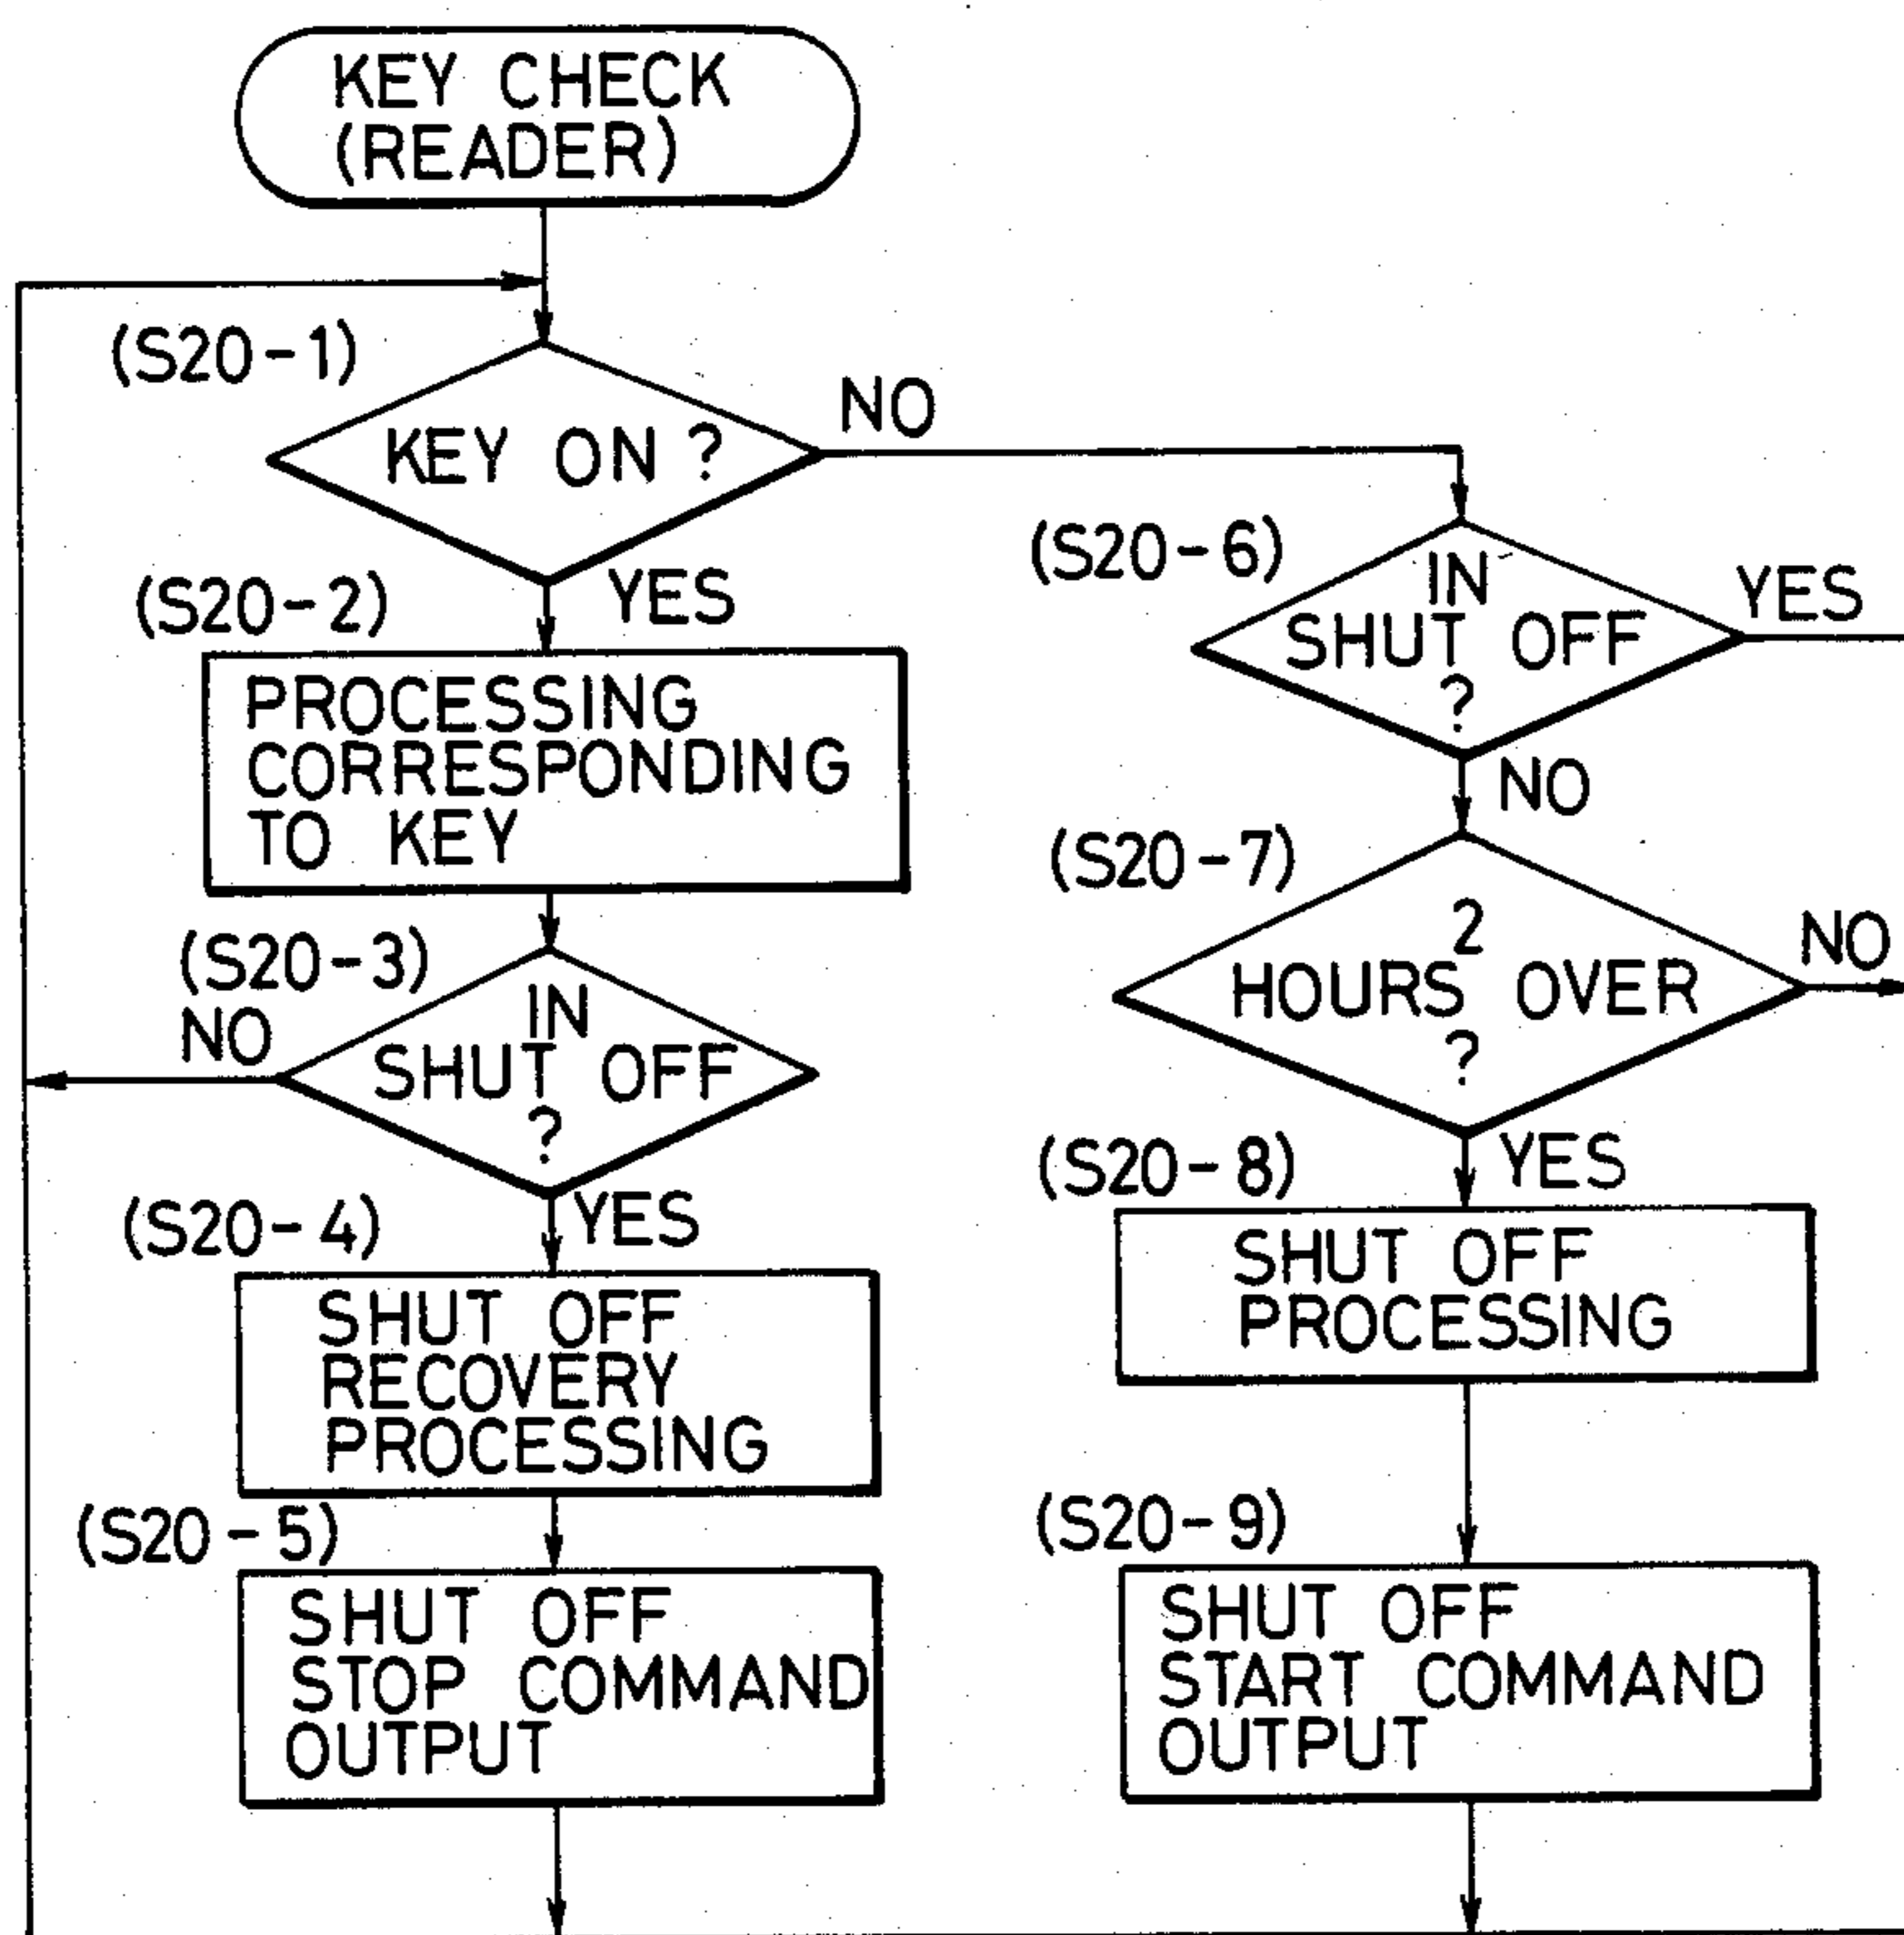 KEY CHECK
(READER)
(S20-1)
KEY ON ?
NO
YES
(S20-2)
PROCESSING
CORRESPONDING
TO KEY
(S20-3)
NO
IN
SHUT OFF
?
YES
(S20-4)
SHUT OFF
RECOVERY
PROCESSING
(S20-5)
SHUT OFF
STOP COMMAND
OUTPUT
(S20-6)
IN
SHUT OFF
?
YES
NO
(S20-7)
2
HOURS OVER
?
NO
YES
(S20-8)
SHUT OFF
PROCESSING
(S20-9)
SHUT OFF
START COMMAND
OUTPUT